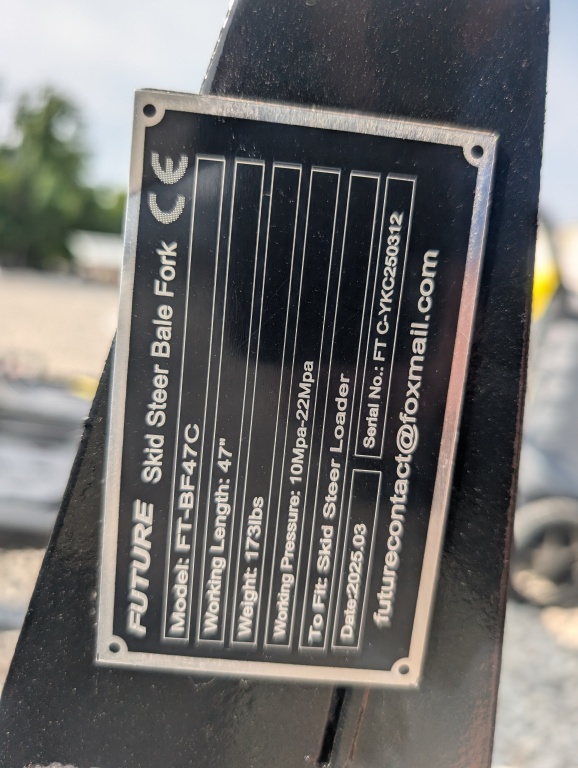 FUTURE Skid Steer Bale Fork CE
Model: FT-BF47C
Working Length: 47"
Weight: 173lbs
Working Pressure: 10Mpa-22Mpa
To Fit: Skid Steer Loader
Date:2025.03 Serial No.: FT C-YKC250312
futurecontact@foxmail.com